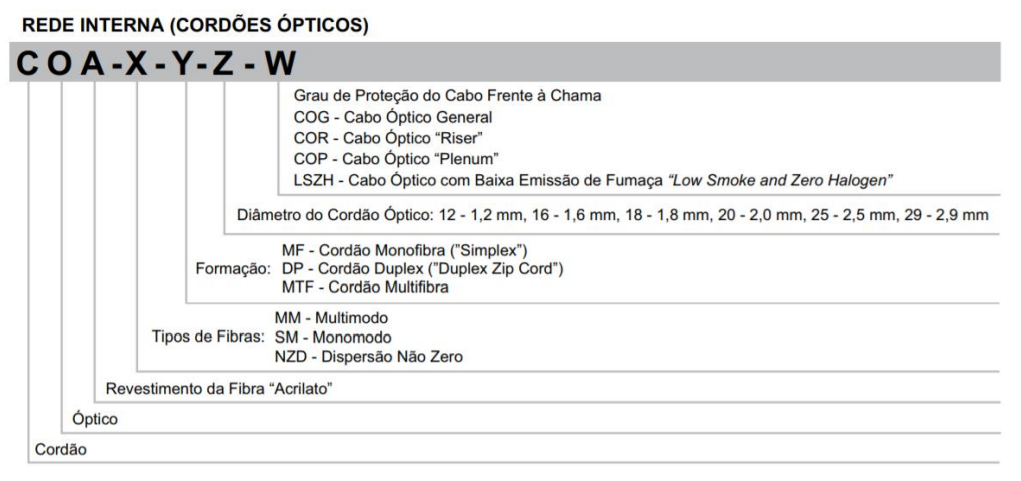 REDE INTERNA (CORDÕES ÓPTICOS)
C O A - X - Y - Z - W
Grau de Proteção do Cabo Frente à Chama
COG - Cabo Óptico General
COR - Cabo Óptico “Riser”
COP - Cabo Óptico “Plenum”
LSZH - Cabo Óptico com Baixa Emissão de Fumaça “Low Smoke and Zero Halogen”
Diâmetro do Cordão Óptico: 12 - 1,2 mm, 16 - 1,6 mm, 18 - 1,8 mm, 20 - 2,0 mm, 25 - 2,5 mm, 29 - 2,9 mm
MF - Cordão Monofibra (”Simplex”)
Formação: DP - Cordão Duplex (”Duplex Zip Cord”)
MTF - Cordão Multifibra
MM - Multimodo
Tipos de Fibras: SM - Monomodo
NZD - Dispersão Não Zero
Revestimento da Fibra “Acrilato”
Óptico
Cordão